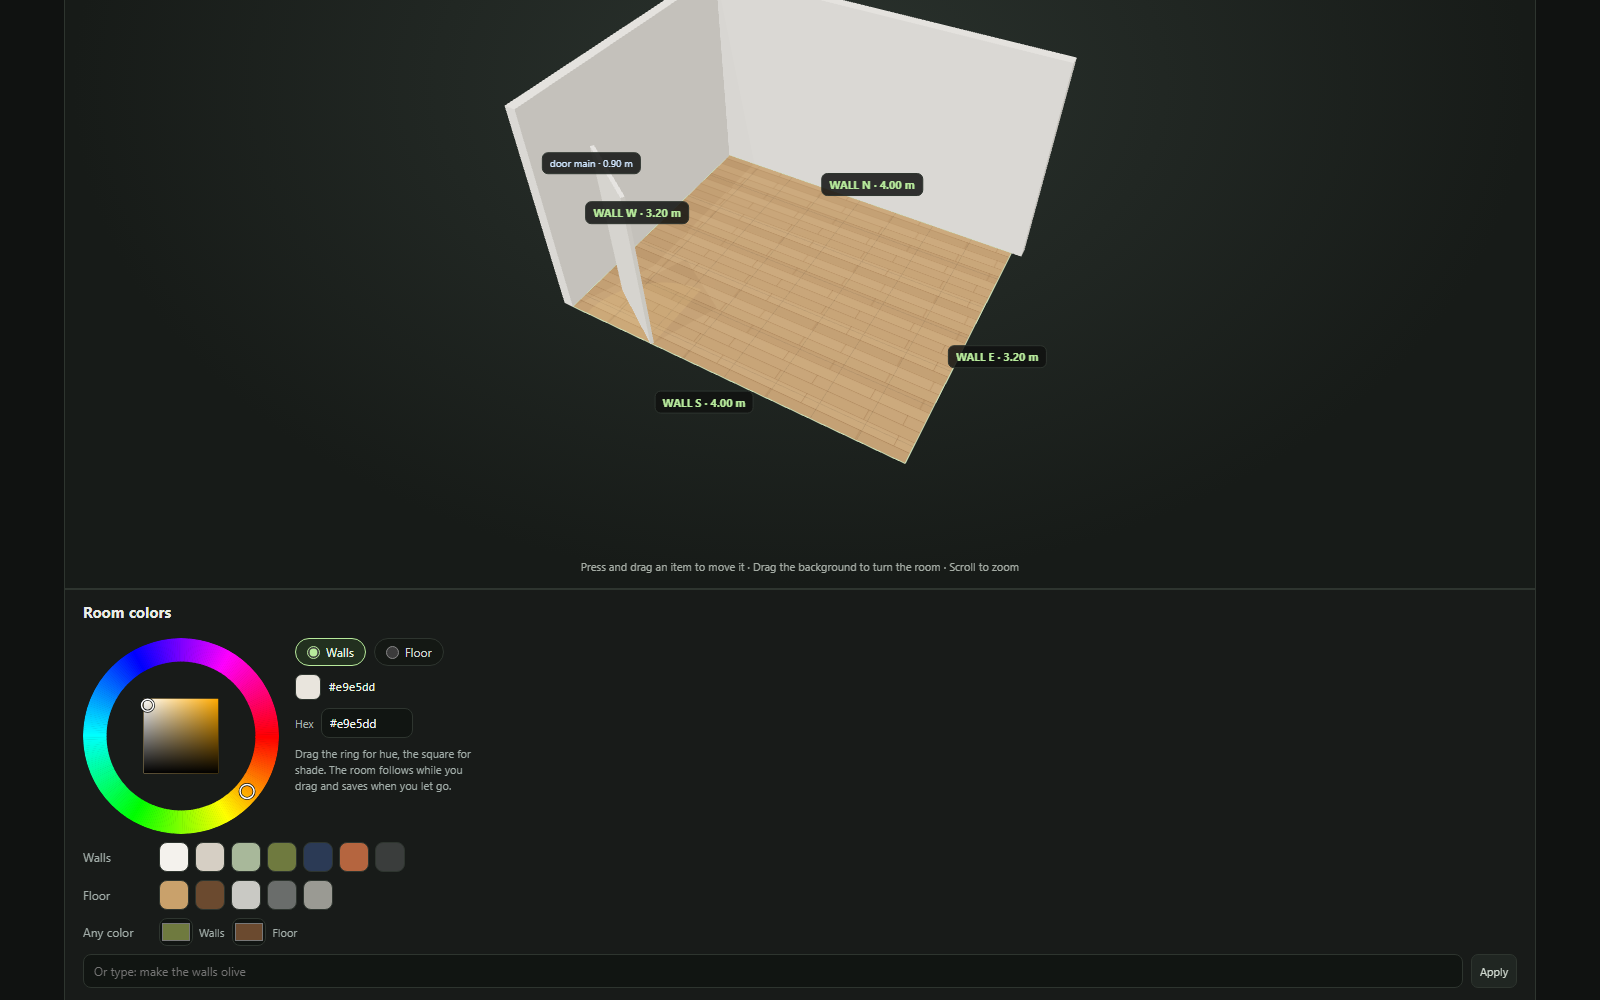 door main · 0.90 m
WALL N · 4.00 m
WALL W · 3.20 m
WALL E · 3.20 m
WALL S · 4.00 m
Press and drag an item to move it · Drag the background to turn the room · Scroll to zoom
Room colors
Walls
Floor
#e9e5dd
Hex
#e9e5dd
Drag the ring for hue, the square for
shade. The room follows while you
drag and saves when you let go.
Walls
Floor
Any color
Walls
Floor
Or type: make the walls olive
Apply